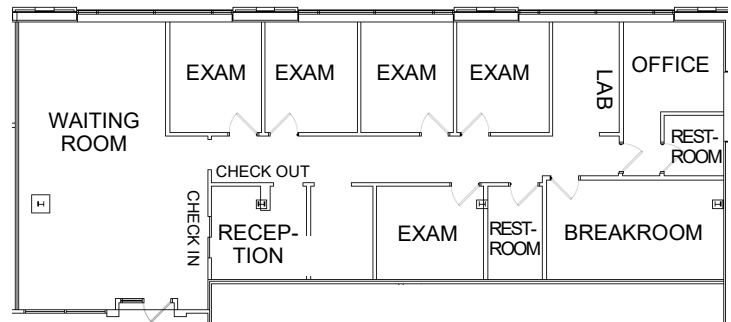 EXAM
EXAM
EXAM
EXAM
LAB
OFFICE
WAITING
ROOM
REST-
ROOM
CHECK OUT
CHECK IN
RECEP-
TION
EXAM
REST-
ROOM
BREAKROOM